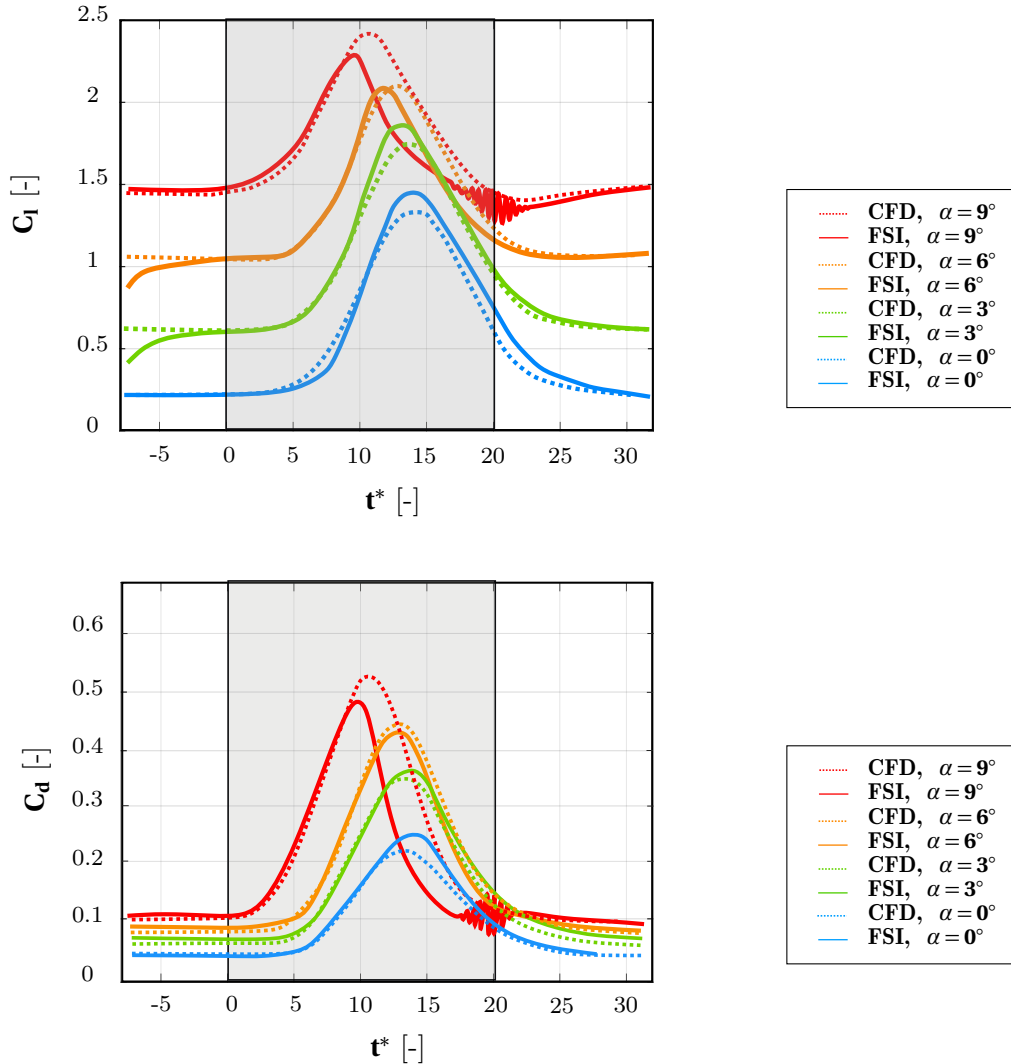 2.5
2
1.5
1
0.5
0
C_l [-]
-5 0 5 10 15 20 25 30
t* [-]
CFD, α = 9°
FSI, α = 9°
CFD, α = 6°
FSI, α = 6°
CFD, α = 3°
FSI, α = 3°
CFD, α = 0°
FSI, α = 0°
0.6
0.5
0.4
0.3
0.2
0.1
0
C_d [-]
-5 0 5 10 15 20 25 30
t* [-]
CFD, α = 9°
FSI, α = 9°
CFD, α = 6°
FSI, α = 6°
CFD, α = 3°
FSI, α = 3°
CFD, α = 0°
FSI, α = 0°